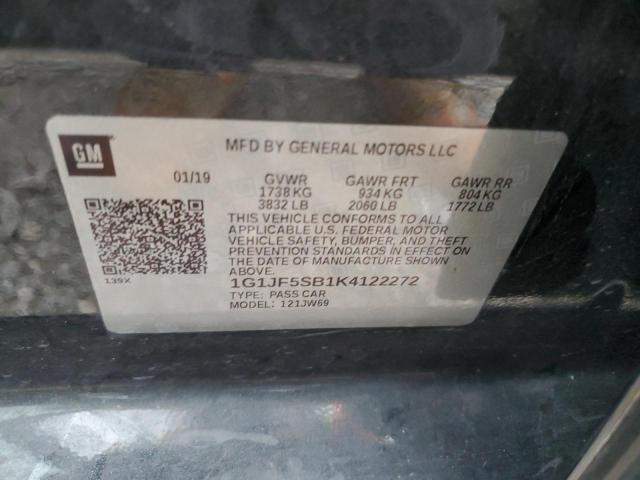 GM
MFD BY GENERAL MOTORS LLC
01/19 GVWR GAWR FRT GAWR RR
1738 KG 934 KG 804 KG
3832 LB 2060 LB 1772 LB
THIS VEHICLE CONFORMS TO ALL
APPLICABLE U.S. FEDERAL MOTOR
VEHICLE SAFETY, BUMPER, AND THEFT
PREVENTION STANDARDS IN EFFECT ON
THE DATE OF MANUFACTURE SHOWN
ABOVE.
139X
1G1JF5SB1K4122272
TYPE: PASS CAR
MODEL: 121JW69